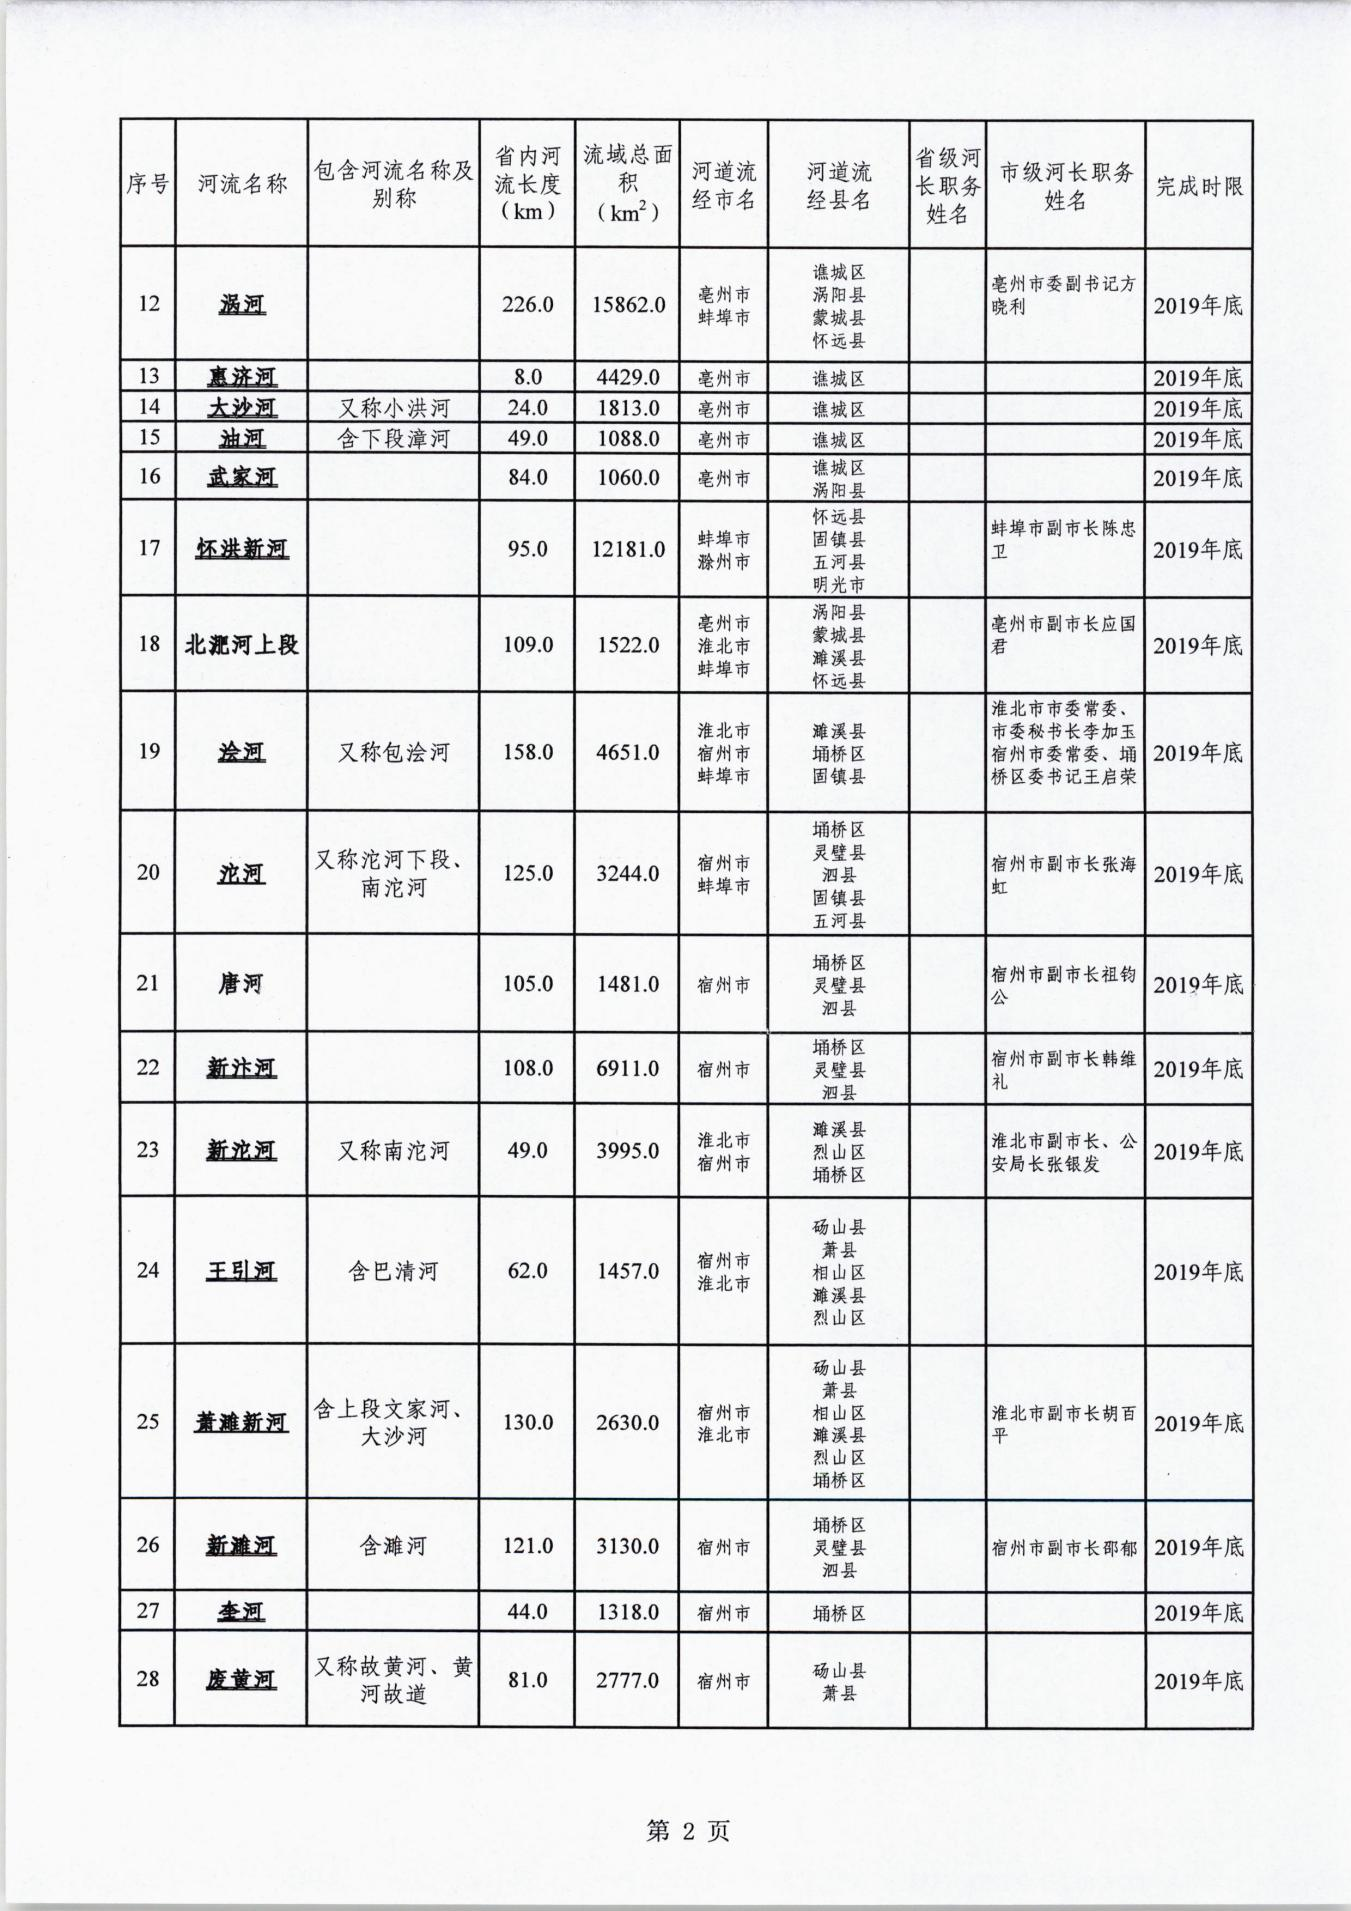 序号 河流名称 包含河流名称及别称 省内河流长度（km） 流域总面积（km²） 河道流经市名 河道流经县名 省级河长职务姓名 市级河长职务姓名 完成时限
12 涡河 226.0 15862.0 亳州市 蚌埠市 谯城区 涡阳县 蒙城县 怀远县 亳州市委副书记方晓利 2019年底
13 惠济河 8.0 4429.0 亳州市 谯城区 2019年底
14 大沙河 又称小洪河 24.0 1813.0 亳州市 谯城区 2019年底
15 油河 含下段漳河 49.0 1088.0 亳州市 谯城区 2019年底
16 武家河 84.0 1060.0 亳州市 谯城区 涡阳县 2019年底
17 怀洪新河 95.0 12181.0 蚌埠市 滁州市 怀远县 固镇县 五河县 明光市 蚌埠市副市长陈忠卫 2019年底
18 北淝河上段 109.0 1522.0 亳州市 淮北市 蚌埠市 涡阳县 蒙城县 濉溪县 怀远县 亳州市副市长应国君 2019年底
19 浍河 又称包浍河 158.0 4651.0 淮北市 宿州市 蚌埠市 濉溪县 埇桥区 固镇县 淮北市市委常委、市委秘书长李加玉 宿州市委常委、埇桥区委书记王启荣 2019年底
20 沱河 又称沱河下段、南沱河 125.0 3244.0 宿州市 蚌埠市 埇桥区 灵璧县 泗县 固镇县 五河县 宿州市副市长张海虹 2019年底
21 唐河 105.0 1481.0 宿州市 埇桥区 灵璧县 泗县 宿州市副市长祖钧公 2019年底
22 新汴河 108.0 6911.0 宿州市 埇桥区 灵璧县 泗县 宿州市副市长韩维礼 2019年底
23 新沱河 又称南沱河 49.0 3995.0 淮北市 宿州市 濉溪县 烈山区 埇桥区 淮北市副市长、公安局长张银发 2019年底
24 王引河 含巴清河 62.0 1457.0 宿州市 淮北市 砀山县 萧县 相山区 濉溪县 烈山区 2019年底
25 萧濉新河 含上段文家河、大沙河 130.0 2630.0 宿州市 淮北市 砀山县 萧县 相山区 濉溪县 烈山区 埇桥区 淮北市副市长胡百平 2019年底
26 新濉河 含濉河 121.0 3130.0 宿州市 埇桥区 灵璧县 泗县 宿州市副市长邵郁 2019年底
27 奎河 44.0 1318.0 宿州市 埇桥区 2019年底
28 废黄河 又称故黄河、黄河故道 81.0 2777.0 宿州市 砀山县 萧县 2019年底
第 2 页